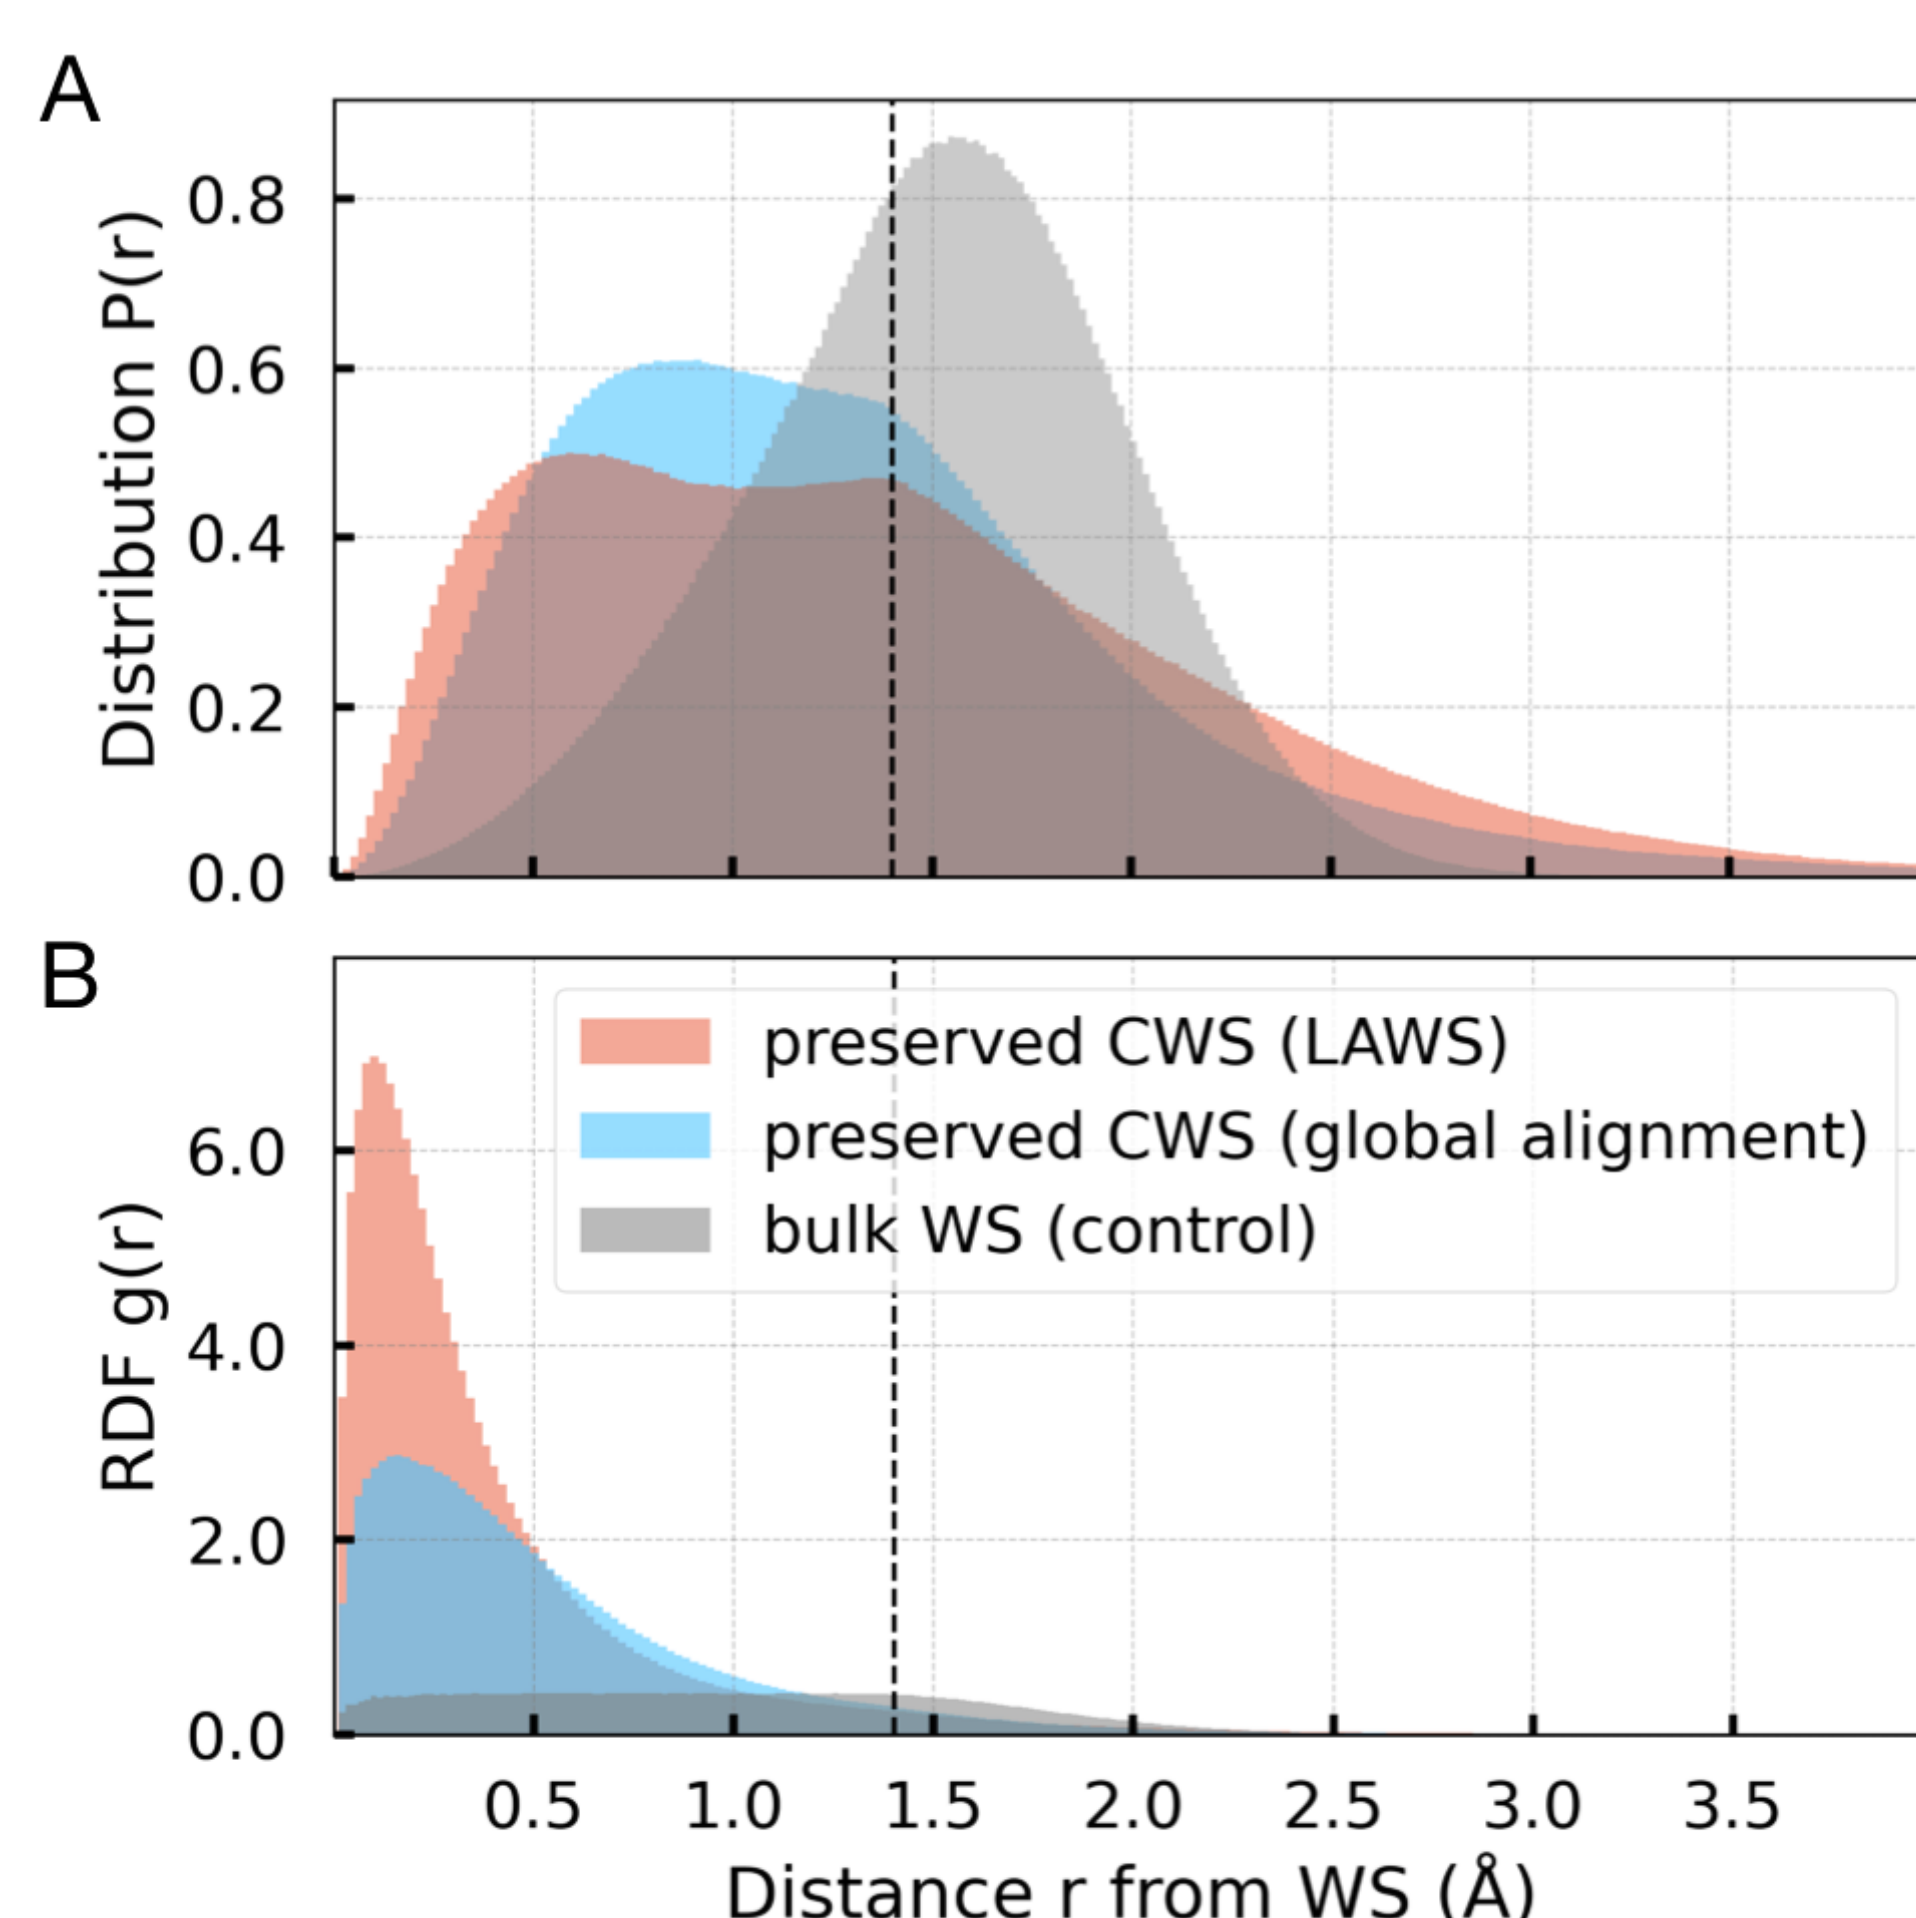 A
Distribution P(r)
0.8
0.6
0.4
0.2
0.0
B
RDF g(r)
6.0
4.0
2.0
0.0
preserved CWS (LAWS)
preserved CWS (global alignment)
bulk WS (control)
0.5 1.0 1.5 2.0 2.5 3.0 3.5
Distance r from WS (Å)